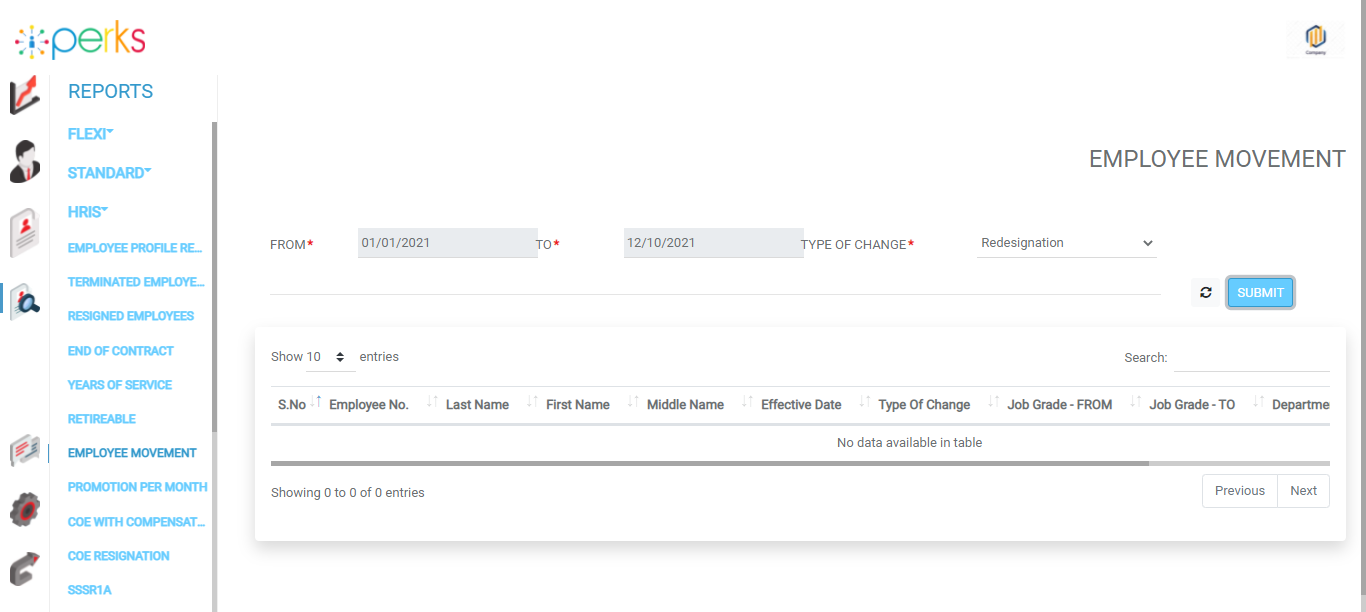 perks
Company
REPORTS
FLEXI
STANDARD
HRIS
EMPLOYEE PROFILE RE...
TERMINATED EMPLOYE...
RESIGNED EMPLOYEES
END OF CONTRACT
YEARS OF SERVICE
RETIREABLE
EMPLOYEE MOVEMENT
PROMOTION PER MONTH
COE WITH COMPENSAT...
COE RESIGNATION
SSSR1A
EMPLOYEE MOVEMENT
FROM* 01/01/2021 TO* 12/10/2021 TYPE OF CHANGE* Redesignation
SUBMIT
Show 10 entries Search:
S.No Employee No. Last Name First Name Middle Name Effective Date Type Of Change Job Grade - FROM Job Grade - TO Departme
No data available in table
Showing 0 to 0 of 0 entries Previous Next